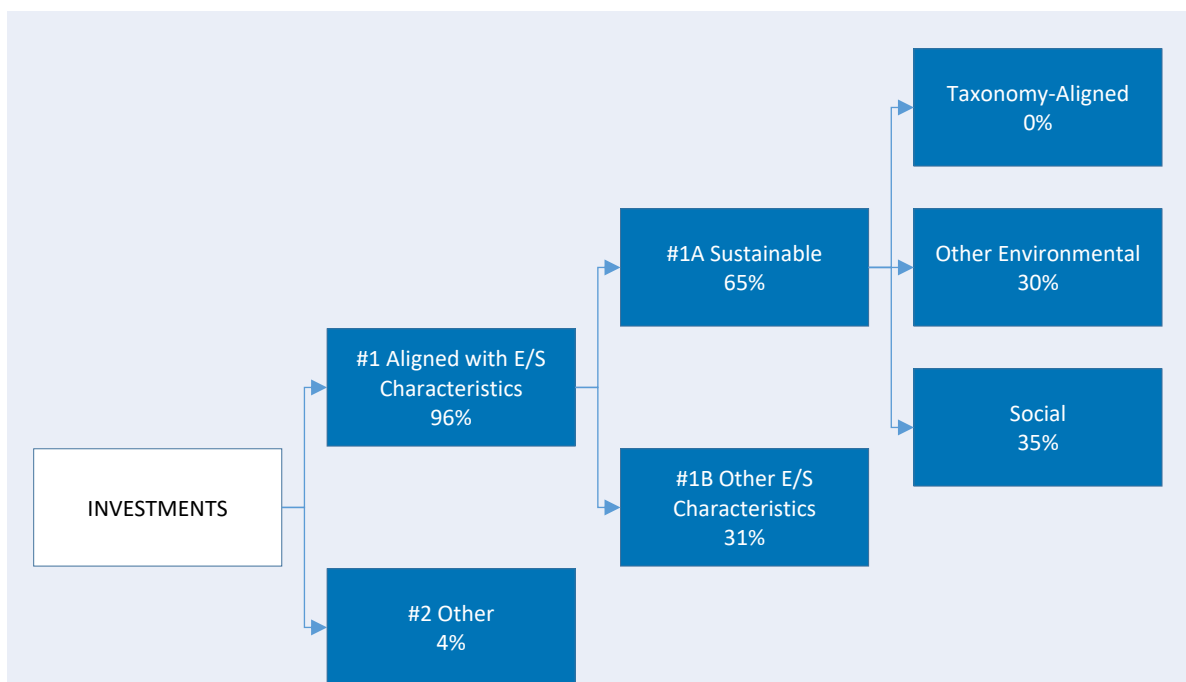 INVESTMENTS
#1 Aligned with E/S
Characteristics
96%
#2 Other
4%
#1A Sustainable
65%
#1B Other E/S
Characteristics
31%
Taxonomy-Aligned
0%
Other Environmental
30%
Social
35%